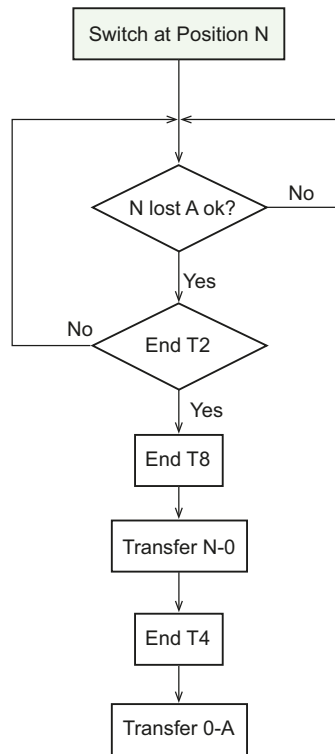 Switch at Position N
N lost A ok?
No
Yes
No
End T2
Yes
End T8
Transfer N-0
End T4
Transfer 0-A